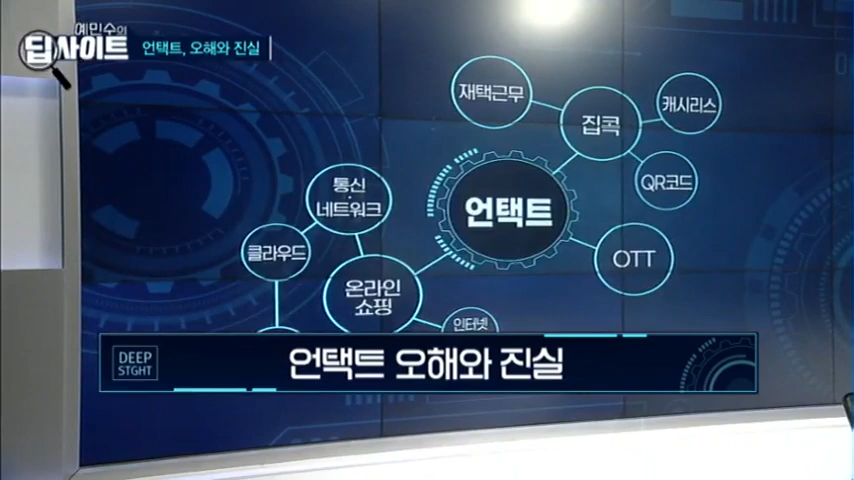 예민수의
딥사이트
언택트, 오해와 진실
재택근무
집콕
캐시리스
QR코드
통신
·
네트워크
언택트
클라우드
OTT
온라인
쇼핑
인터넷
DEEP
STGHT
언택트 오해와 진실